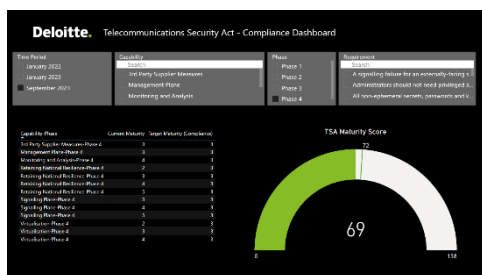 Deloitte. Telecommunications Security Act - Compliance Dashboard
Time Period
January 2022
January 2023
September 2023
Capability
Search
3rd Party Supplier Measures
Management Plane
Monitoring and Analysis
Phase
Phase 1
Phase 2
Phase 3
Phase 4
Requirement
Search
A signalling failure for an externally-facing s...
Administrators should not need privileged a...
All non-ephemeral secrets, passwords and k...
Capability-Phase Current Maturity Target Maturity (Compliance)
3rd Party Supplier Measures-Phase 4 3 3
Management Plane-Phase 4 3 3
Monitoring and Analysis-Phase 4 4 3
Retaining National Resilience-Phase 4 2 3
Retaining National Resilience-Phase 4 3 3
Retaining National Resilience-Phase 4 4 3
Retaining National Resilience-Phase 4 5 3
Signalling Plane-Phase 4 3 3
Signalling Plane-Phase 4 4 3
Signalling Plane-Phase 4 5 3
Virtualisation-Phase 4 2 3
Virtualisation-Phase 4 3 3
Virtualisation-Phase 4 4 3
TSA Maturity Score
72
69
0
138